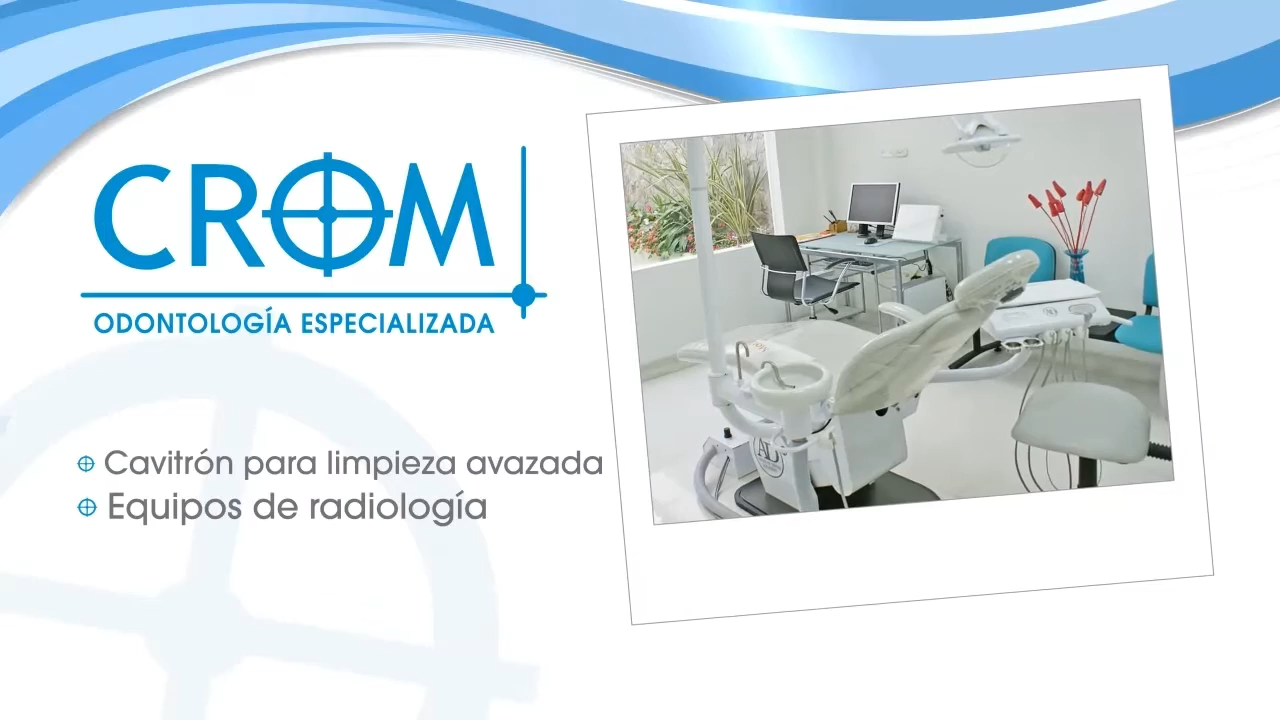 CROM
ODONTOLOGÍA ESPECIALIZADA
Cavitrón para limpieza avazada
Equipos de radiología